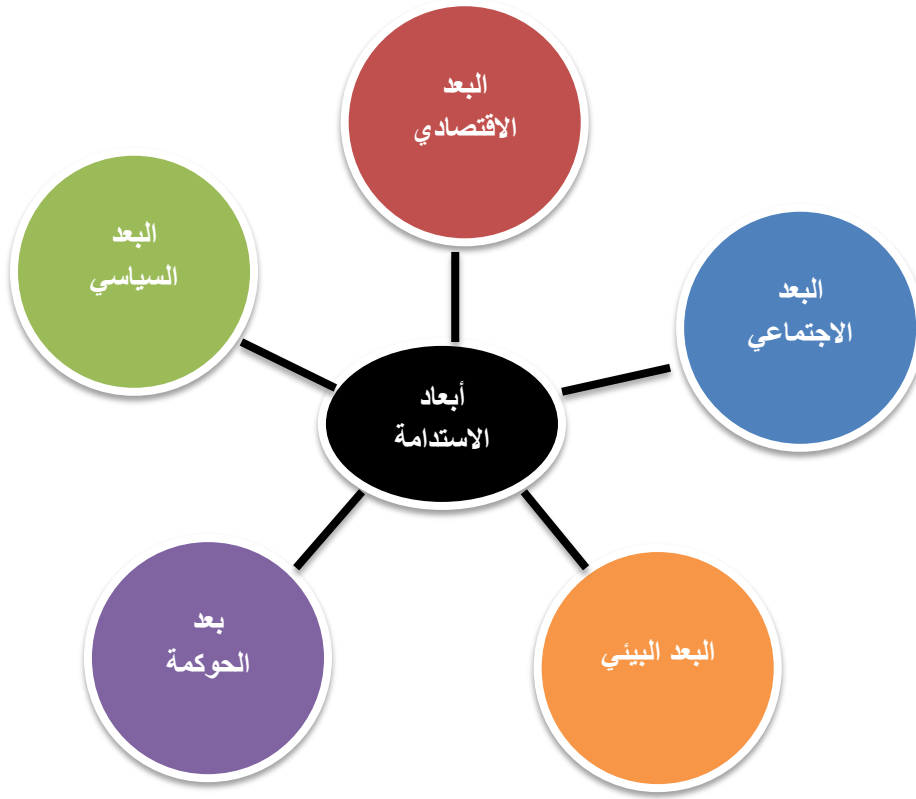 البعد
الاقتصادي
البعد
السياسي
البعد
الاجتماعي
أبعاد
الاستدامة
بعد
الحوكمة
البعد البيئي